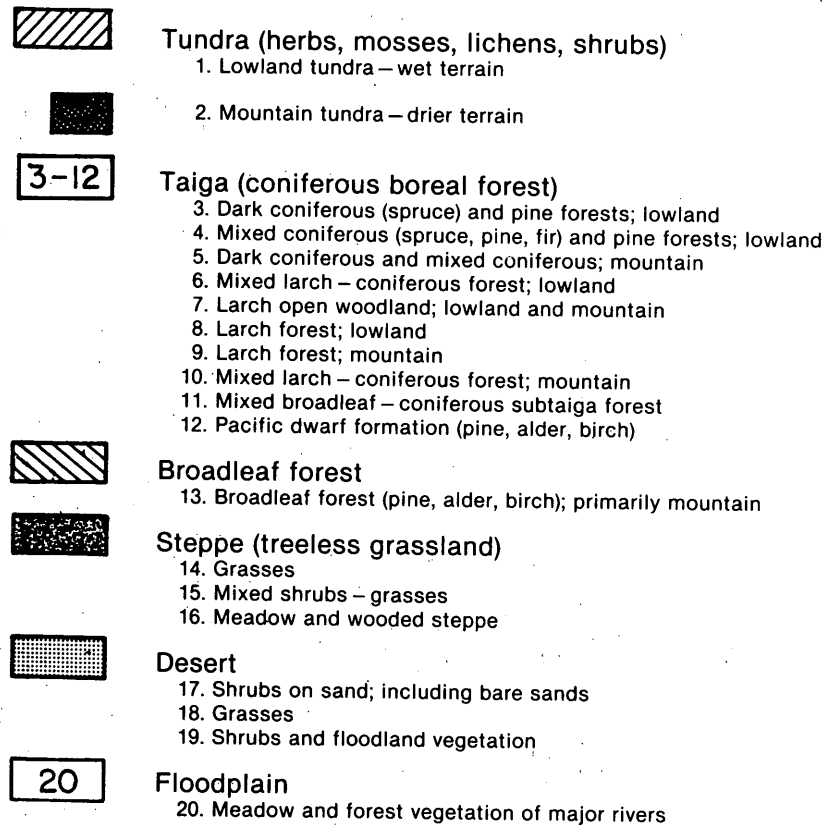 Tundra (herbs, mosses, lichens, shrubs)
1. Lowland tundra – wet terrain
2. Mountain tundra – drier terrain
3-12
Taiga (coniferous boreal forest)
3. Dark coniferous (spruce) and pine forests; lowland
4. Mixed coniferous (spruce, pine, fir) and pine forests; lowland
5. Dark coniferous and mixed coniferous; mountain
6. Mixed larch – coniferous forest; lowland
7. Larch open woodland; lowland and mountain
8. Larch forest; lowland
9. Larch forest; mountain
10. Mixed larch – coniferous forest; mountain
11. Mixed broadleaf – coniferous subtaiga forest
12. Pacific dwarf formation (pine, alder, birch)
Broadleaf forest
13. Broadleaf forest (pine, alder, birch); primarily mountain
Steppe (treeless grassland)
14. Grasses
15. Mixed shrubs – grasses
16. Meadow and wooded steppe
Desert
17. Shrubs on sand; including bare sands
18. Grasses
19. Shrubs and floodland vegetation
20
Floodplain
20. Meadow and forest vegetation of major rivers